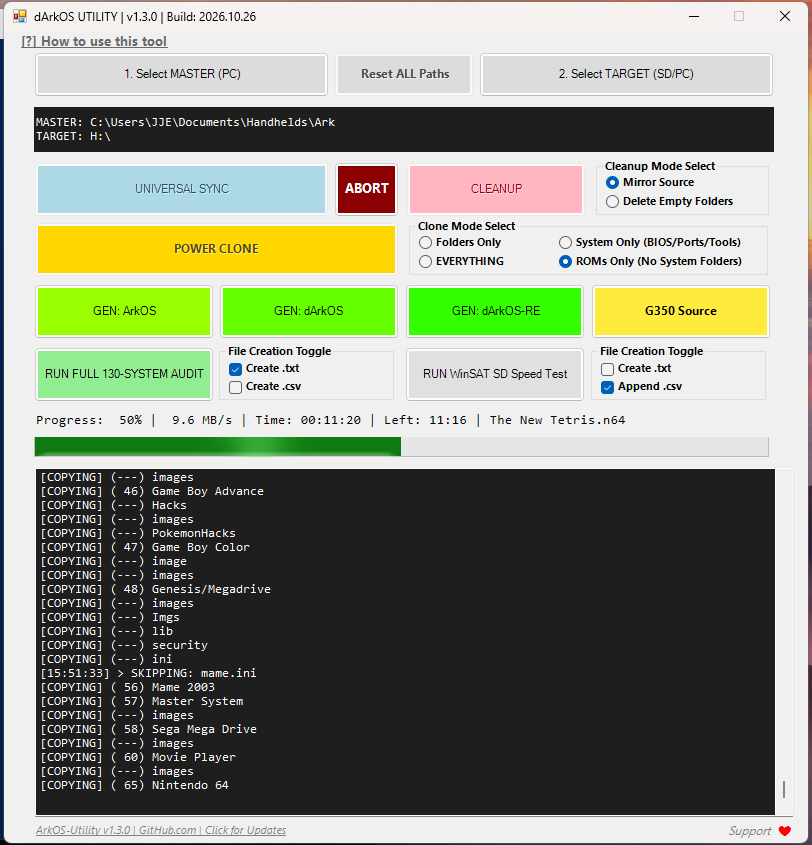 dArkOS UTILITY | v1.3.0 | Build: 2026.10.26
[?] How to use this tool
1. Select MASTER (PC)
Reset ALL Paths
2. Select TARGET (SD/PC)
MASTER: C:\Users\JJE\Documents\Handhelds\Ark
TARGET: H:\
UNIVERSAL SYNC
ABORT
CLEANUP
Cleanup Mode Select
Mirror Source
Delete Empty Folders
POWER CLONE
Clone Mode Select
Folders Only
System Only (BIOS/Ports/Tools)
EVERYTHING
ROMs Only (No System Folders)
GEN: ArkOS
GEN: dArkOS
GEN: dArkOS-RE
G350 Source
RUN FULL 130-SYSTEM AUDIT
File Creation Toggle
Create .txt
Create .csv
RUN WinSAT SD Speed Test
File Creation Toggle
Create .txt
Append .csv
Progress:  50% |  9.6 MB/s | Time: 00:11:20 | Left: 11:16 | The New Tetris.n64
[COPYING] (---) images
[COPYING] ( 46) Game Boy Advance
[COPYING] (---) Hacks
[COPYING] (---) images
[COPYING] (---) PokemonHacks
[COPYING] ( 47) Game Boy Color
[COPYING] (---) image
[COPYING] (---) images
[COPYING] ( 48) Genesis/Megadrive
[COPYING] (---) images
[COPYING] (---) Imgs
[COPYING] (---) lib
[COPYING] (---) security
[COPYING] (---) ini
[15:51:33] > SKIPPING: mame.ini
[COPYING] ( 56) Mame 2003
[COPYING] ( 57) Master System
[COPYING] (---) images
[COPYING] ( 58) Sega Mega Drive
[COPYING] (---) images
[COPYING] ( 60) Movie Player
[COPYING] (---) images
[COPYING] ( 65) Nintendo 64
ArkOS-Utility v1.3.0 | GitHub.com | Click for Updates
Support